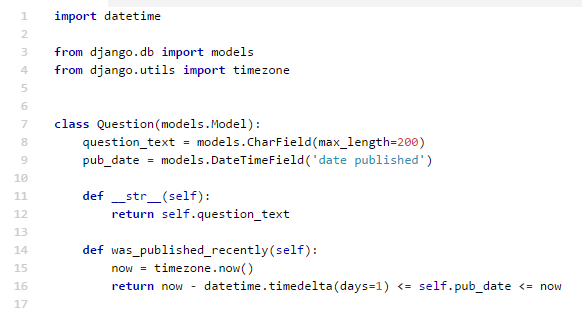 1 import datetime
2
3 from django.db import models
4 from django.utils import timezone
5
6
7 class Question(models.Model):
8     question_text = models.CharField(max_length=200)
9     pub_date = models.DateTimeField('date published')
10
11     def __str__(self):
12         return self.question_text
13
14     def was_published_recently(self):
15         now = timezone.now()
16         return now - datetime.timedelta(days=1) <= self.pub_date <= now
17